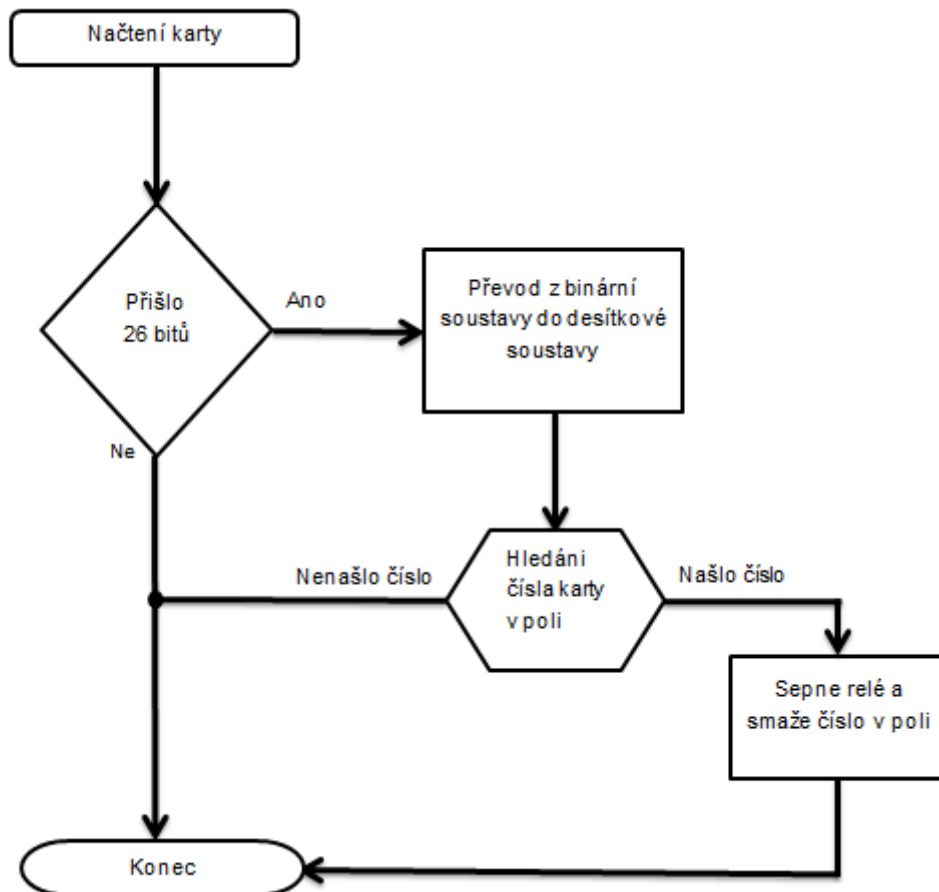 Načtení karty
Přišlo
26 bitů
Ano
Převod z binární
soustavy do desítkové
soustavy
Ne
Nenašlo číslo
Hledáni
čísla karty
v poli
Našlo číslo
Sepne relé a
smaže číslo v poli
Konec